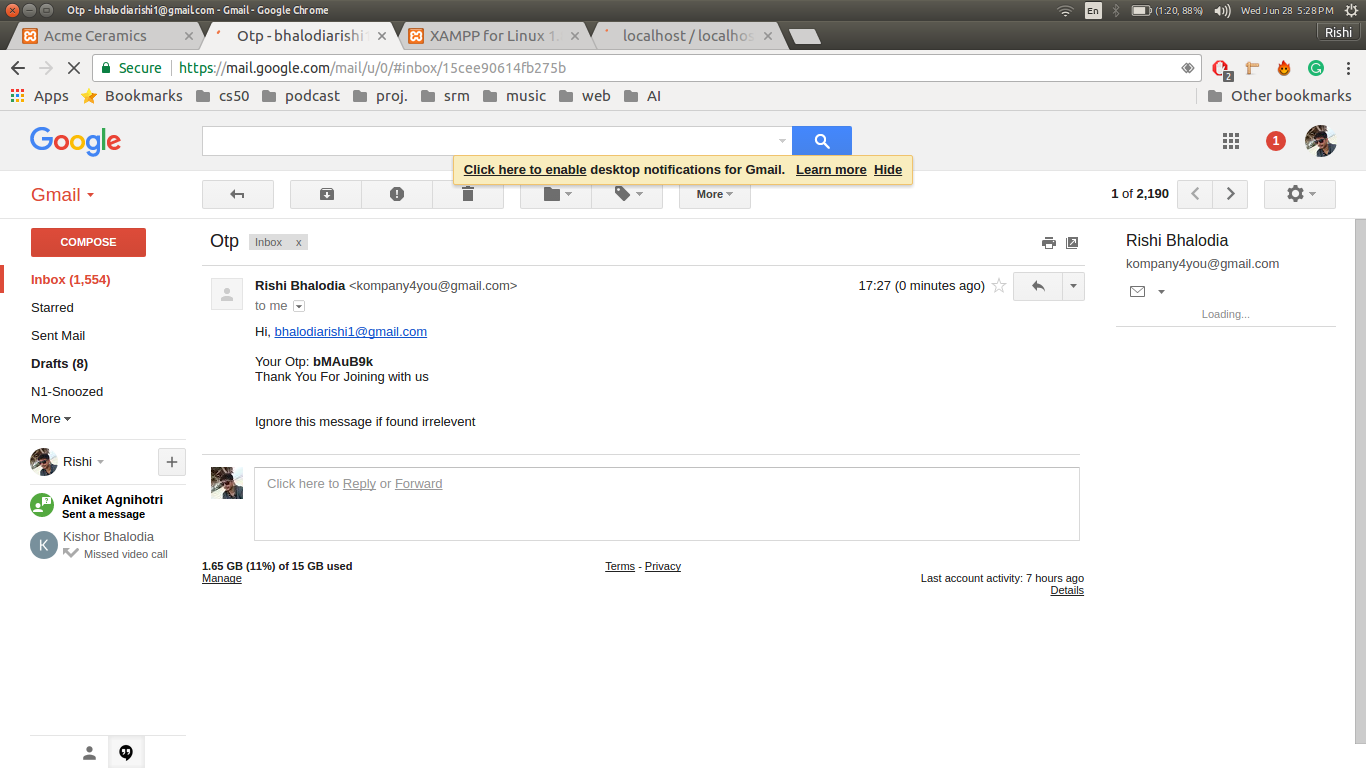 Otp - bhalodiarishi1@gmail.com - Gmail - Google Chrome
En
(1:20, 88%)
Wed Jun 28 5:28 PM
Acme Ceramics
Otp - bhalodiarishi1
XAMPP for Linux 1.
localhost / localhos
Rishi
Secure
https://mail.google.com/mail/u/0/#inbox/15cee90614fb275b
2
Apps
Bookmarks
cs50
podcast
proj.
srm
music
web
AI
Other bookmarks
Google
1
Click here to enable desktop notifications for Gmail. Learn more Hide
Gmail
More
1 of 2,190
COMPOSE
Inbox (1,554)
Starred
Sent Mail
Drafts (8)
N1-Snoozed
More
Rishi
Aniket Agnihotri
Sent a message
K
Kishor Bhalodia
Missed video call
Otp
Inbox x
Rishi Bhalodia <kompany4you@gmail.com>
17:27 (0 minutes ago)
to me
Hi, bhalodiarishi1@gmail.com
Your Otp: bMAuB9k
Thank You For Joining with us
Ignore this message if found irrelevent
Click here to Reply or Forward
1.65 GB (11%) of 15 GB used
Manage
Terms - Privacy
Last account activity: 7 hours ago
Details
Rishi Bhalodia
kompany4you@gmail.com
Loading...